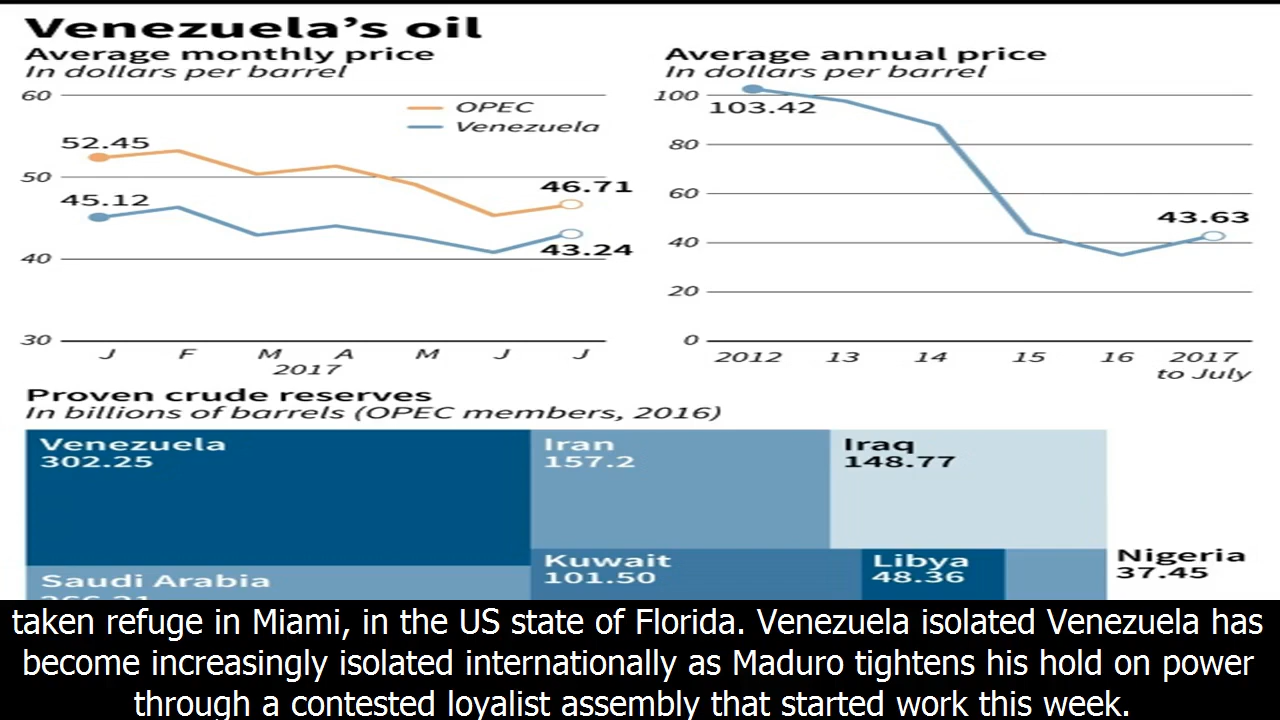 Venezuela's oil
Average monthly price
In dollars per barrel
60
OPEC
Venezuela
52.45
50
45.12
46.71
43.24
40
30
J F M A M J J
2017
Average annual price
In dollars per barrel
100
103.42
80
60
43.63
40
20
0
2012 13 14 15 16 2017
to July
Proven crude reserves
In billions of barrels (OPEC members, 2016)
Venezuela
302.25
Iran
157.2
Iraq
148.77
Saudi Arabia
Kuwait
101.50
Libya
48.36
Nigeria
37.45
taken refuge in Miami, in the US state of Florida. Venezuela isolated Venezuela has
become increasingly isolated internationally as Maduro tightens his hold on power
through a contested loyalist assembly that started work this week.